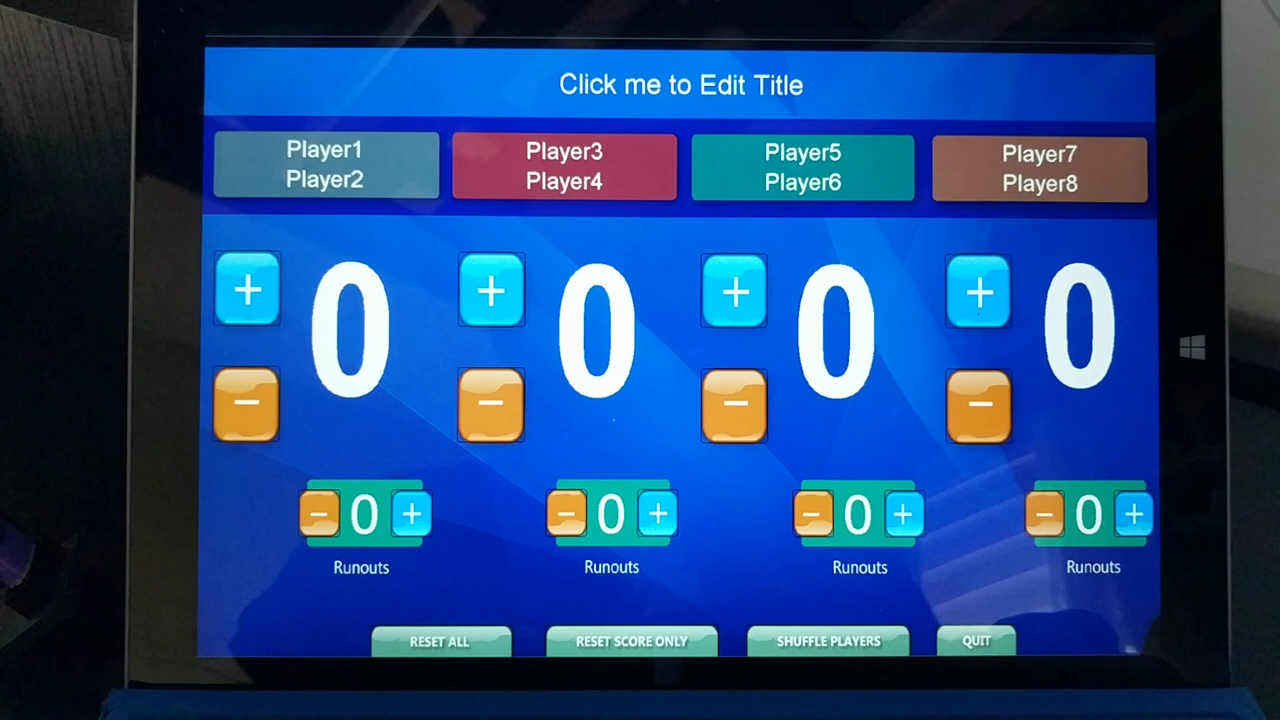 Click me to Edit Title
Player1 Player3 Player5 Player7
Player2 Player4 Player6 Player8
+ 0 + 0 + 0 + 0
− − − −
− 0 + − 0 + − 0 + − 0 +
Runouts Runouts Runouts Runouts
RESET ALL RESET SCORE ONLY SHUFFLE PLAYERS QUIT